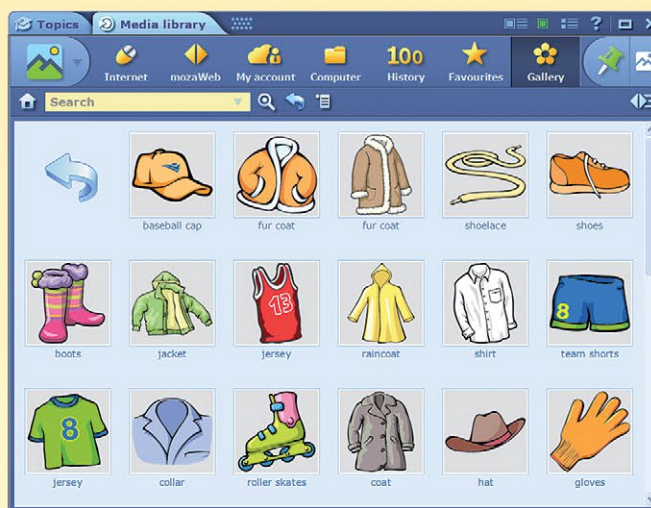 Topics Media library
Internet mozaWeb My account Computer 100 History Favourites Gallery
Search
baseball cap fur coat fur coat shoelace shoes
13
8
boots jacket jersey raincoat shirt team shorts
8
jersey collar roller skates coat hat gloves